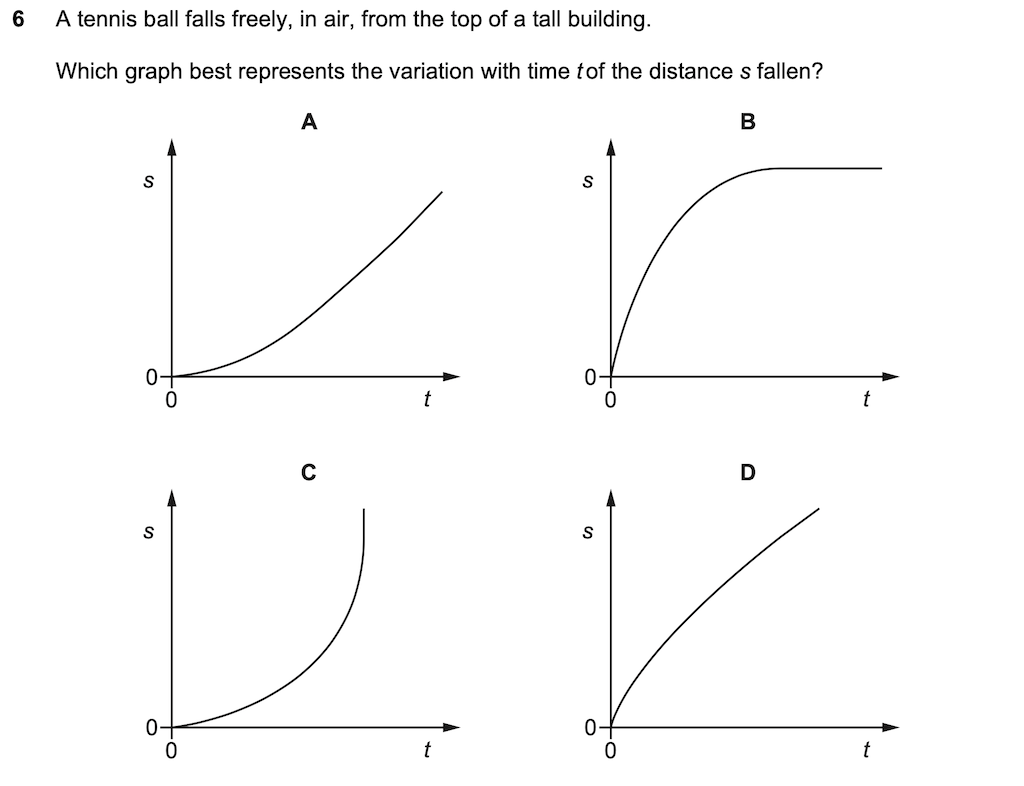 6 A tennis ball falls freely, in air, from the top of a tall building.
Which graph best represents the variation with time t of the distance s fallen?
A
B
s
s
0
0
0
t
0
t
C
D
s
s
0
0
0
t
0
t